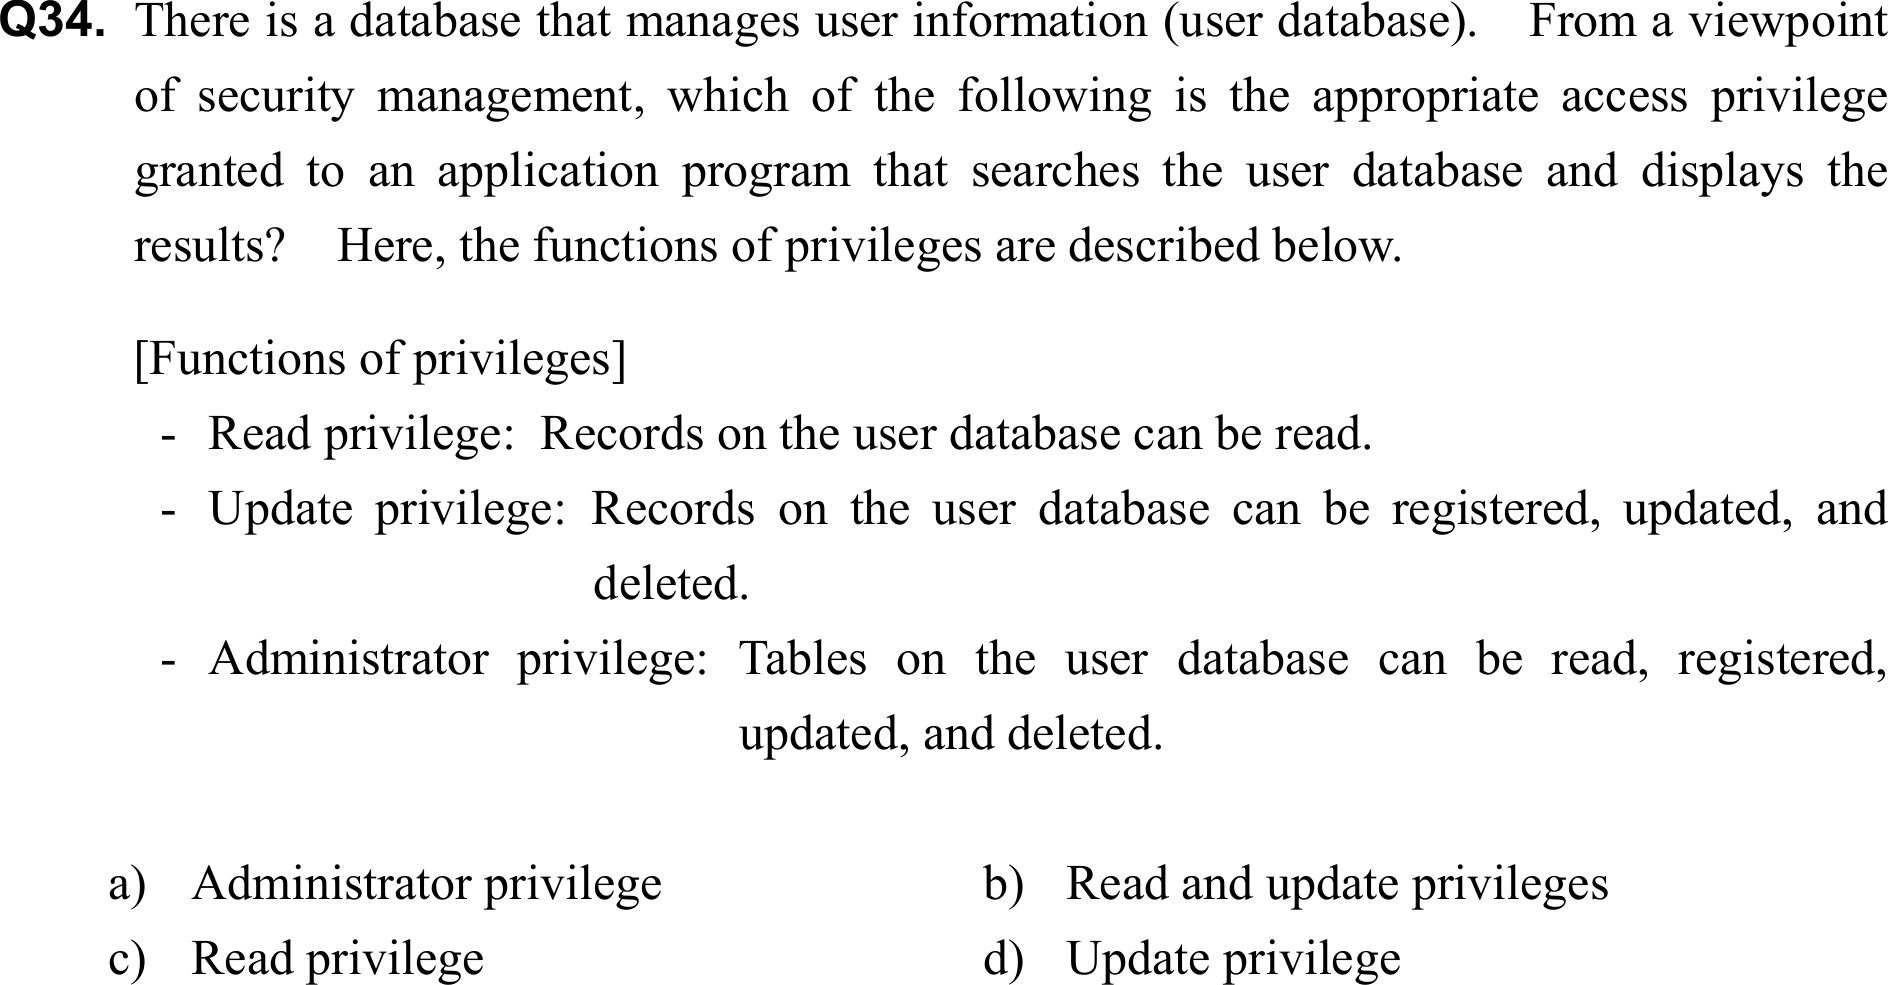 Q34. There is a database that manages user information (user database). From a viewpoint
of security management, which of the following is the appropriate access privilege
granted to an application program that searches the user database and displays the
results? Here, the functions of privileges are described below.
[Functions of privileges]
- Read privilege: Records on the user database can be read.
- Update privilege: Records on the user database can be registered, updated, and
deleted.
- Administrator privilege: Tables on the user database can be read, registered,
updated, and deleted.
a) Administrator privilege b) Read and update privileges
c) Read privilege d) Update privilege